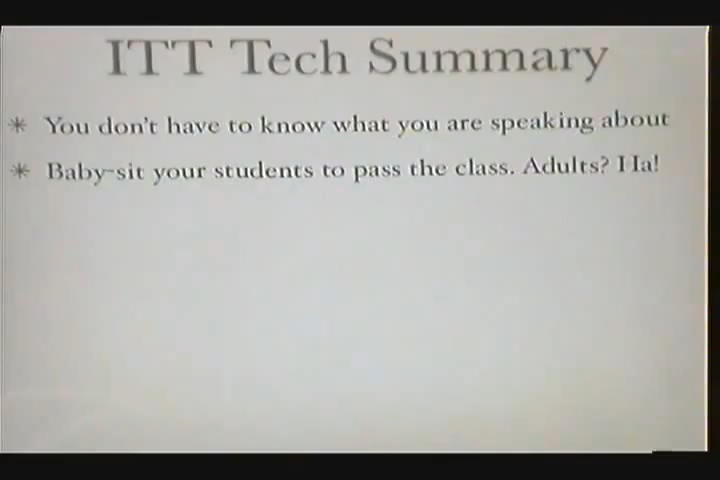 ITT Tech Summary
* You don't have to know what you are speaking about
* Baby-sit your students to pass the class. Adults? Ha!